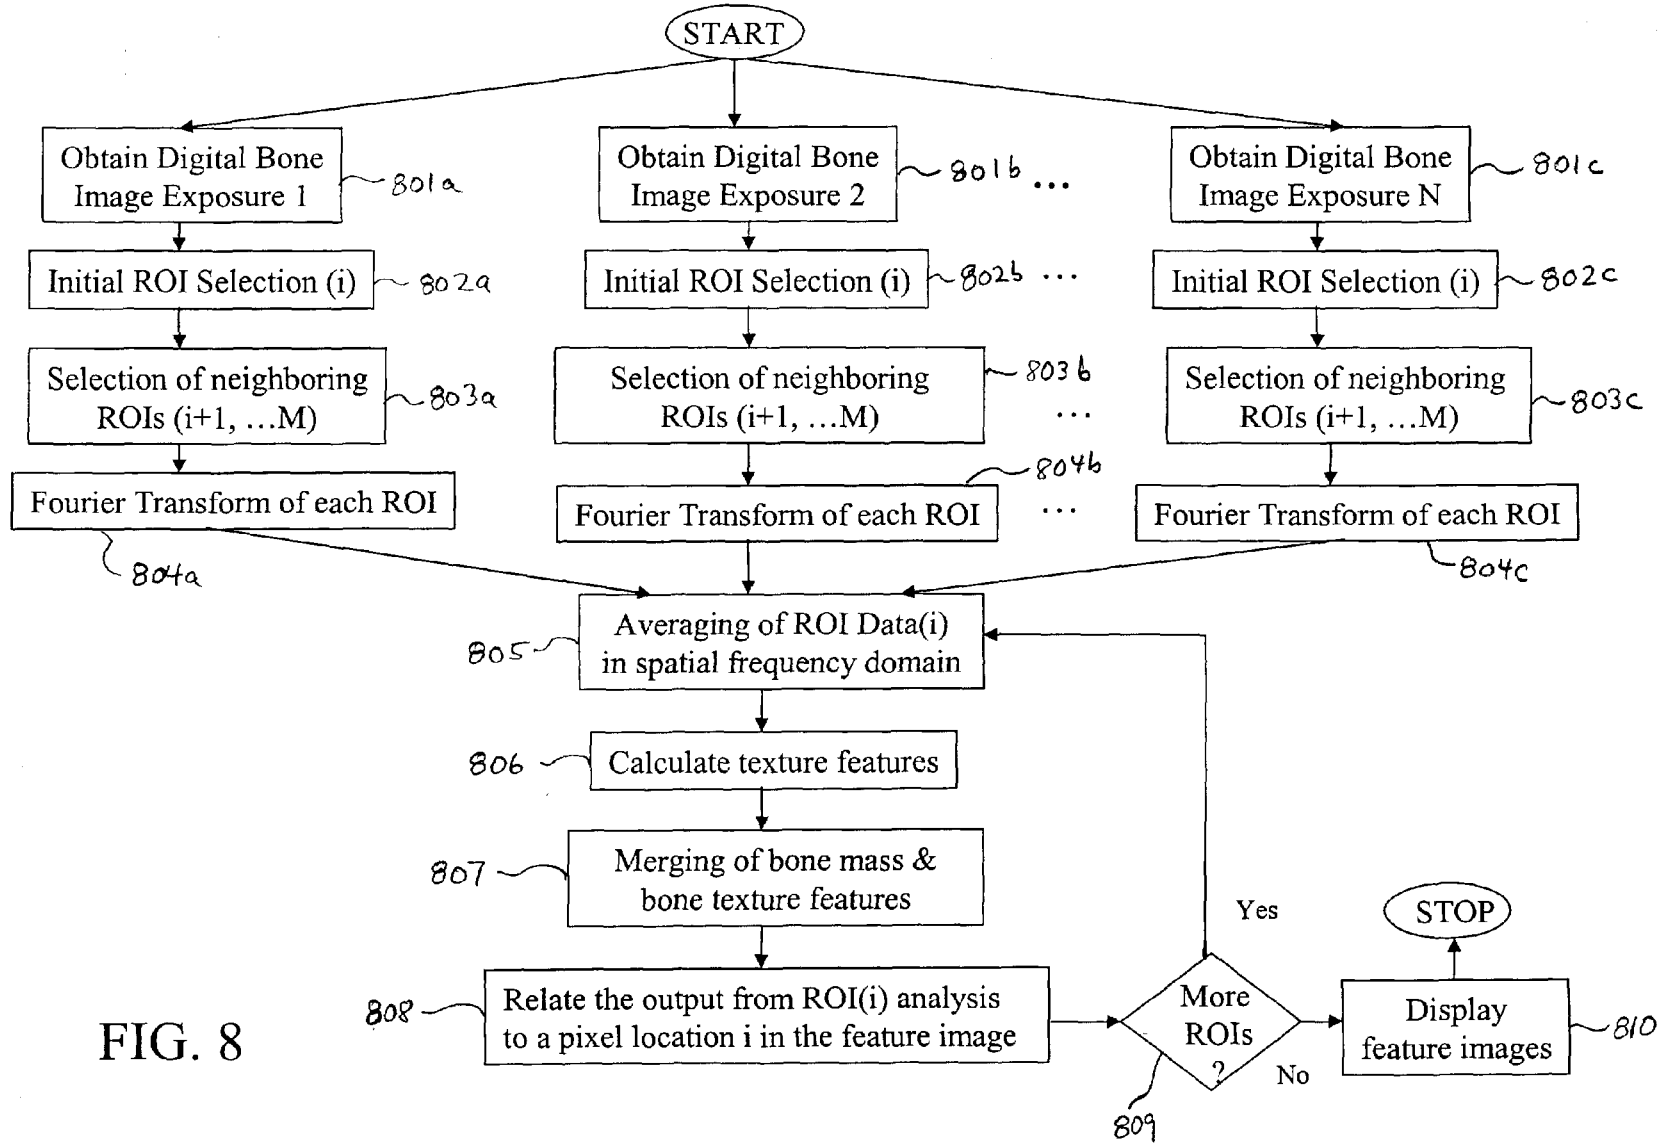 START
Obtain Digital Bone
Image Exposure 1
801a
Obtain Digital Bone
Image Exposure 2
801b ...
Obtain Digital Bone
Image Exposure N
801c
Initial ROI Selection (i)
802a
Initial ROI Selection (i)
802b ...
Initial ROI Selection (i)
802c
Selection of neighboring
ROIs (i+1, …M)
803a
Selection of neighboring
ROIs (i+1, …M)
803b
...
Selection of neighboring
ROIs (i+1, …M)
803c
Fourier Transform of each ROI
804a
Fourier Transform of each ROI
804b
...
Fourier Transform of each ROI
804c
Averaging of ROI Data(i)
in spatial frequency domain
805
Calculate texture features
806
Merging of bone mass &
bone texture features
807
Relate the output from ROI(i) analysis
to a pixel location i in the feature image
808
More
ROIs
?
809
Yes
No
Display
feature images
810
STOP
FIG. 8